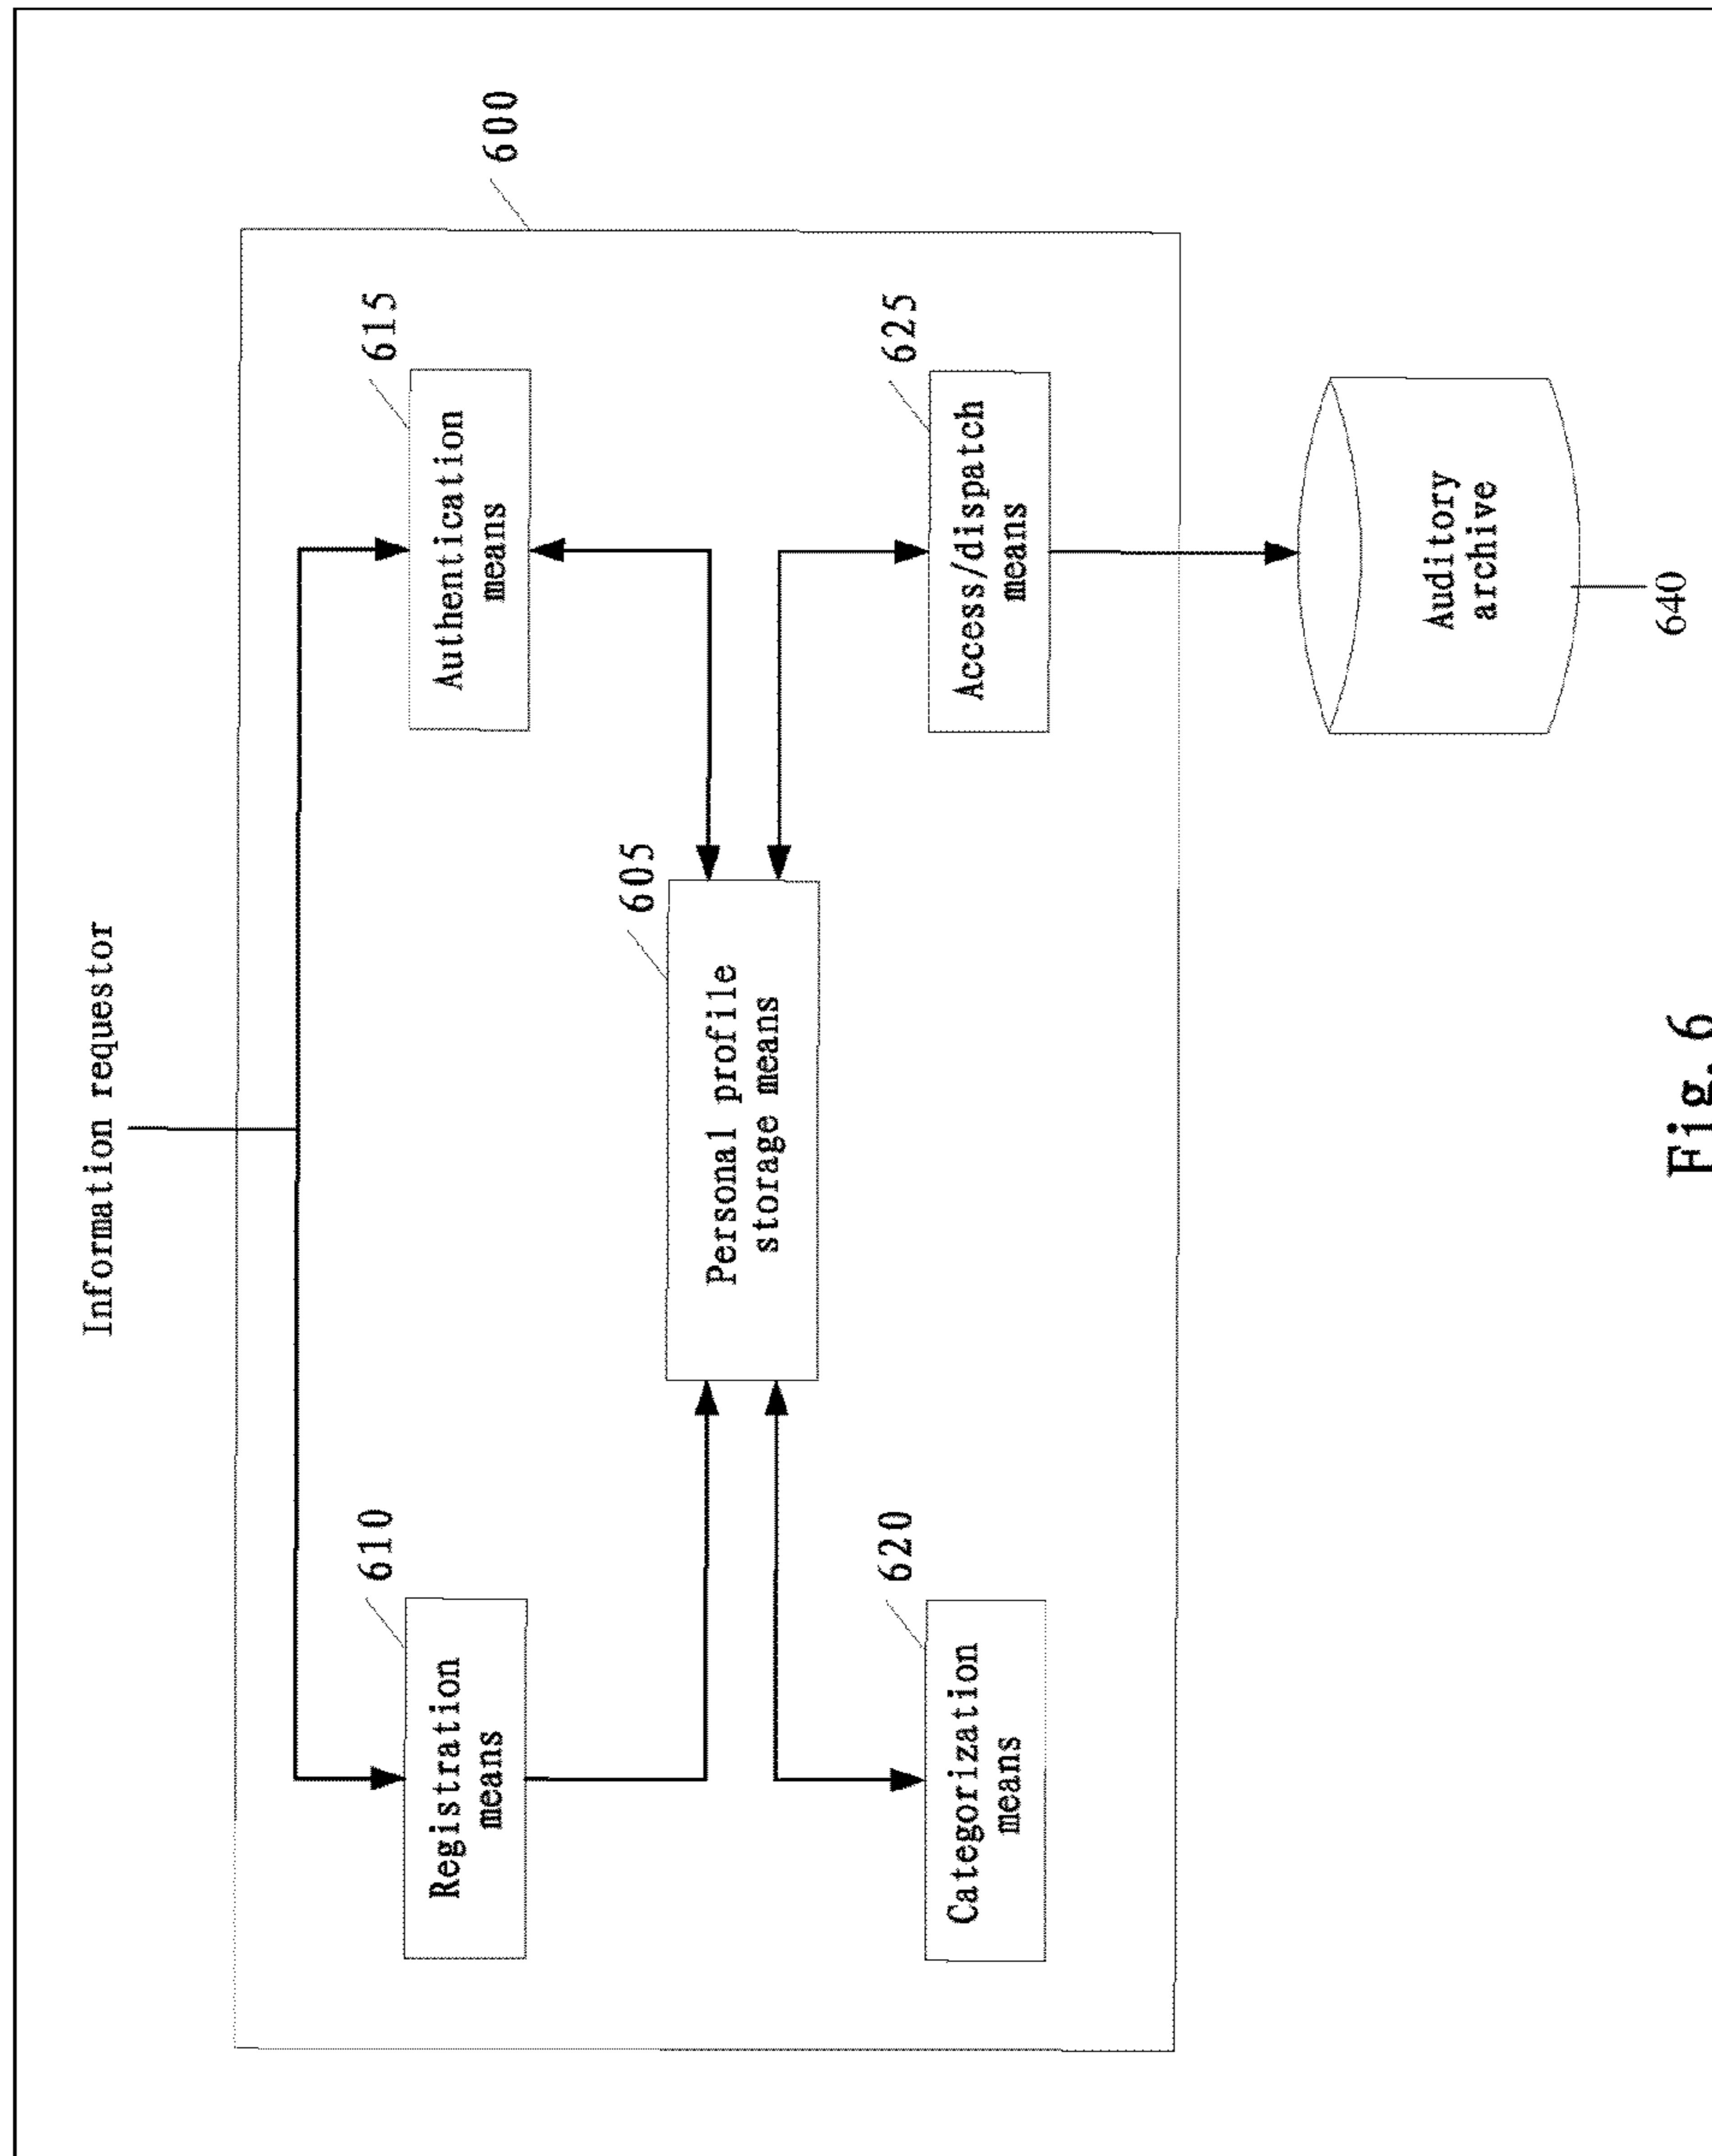 Information requestor
600
610
Registration
means
615
Authentication
means
605
Personal profile
storage means
620
Categorization
means
625
Access/dispatch
means
Auditory
archive
640
Fig. 6